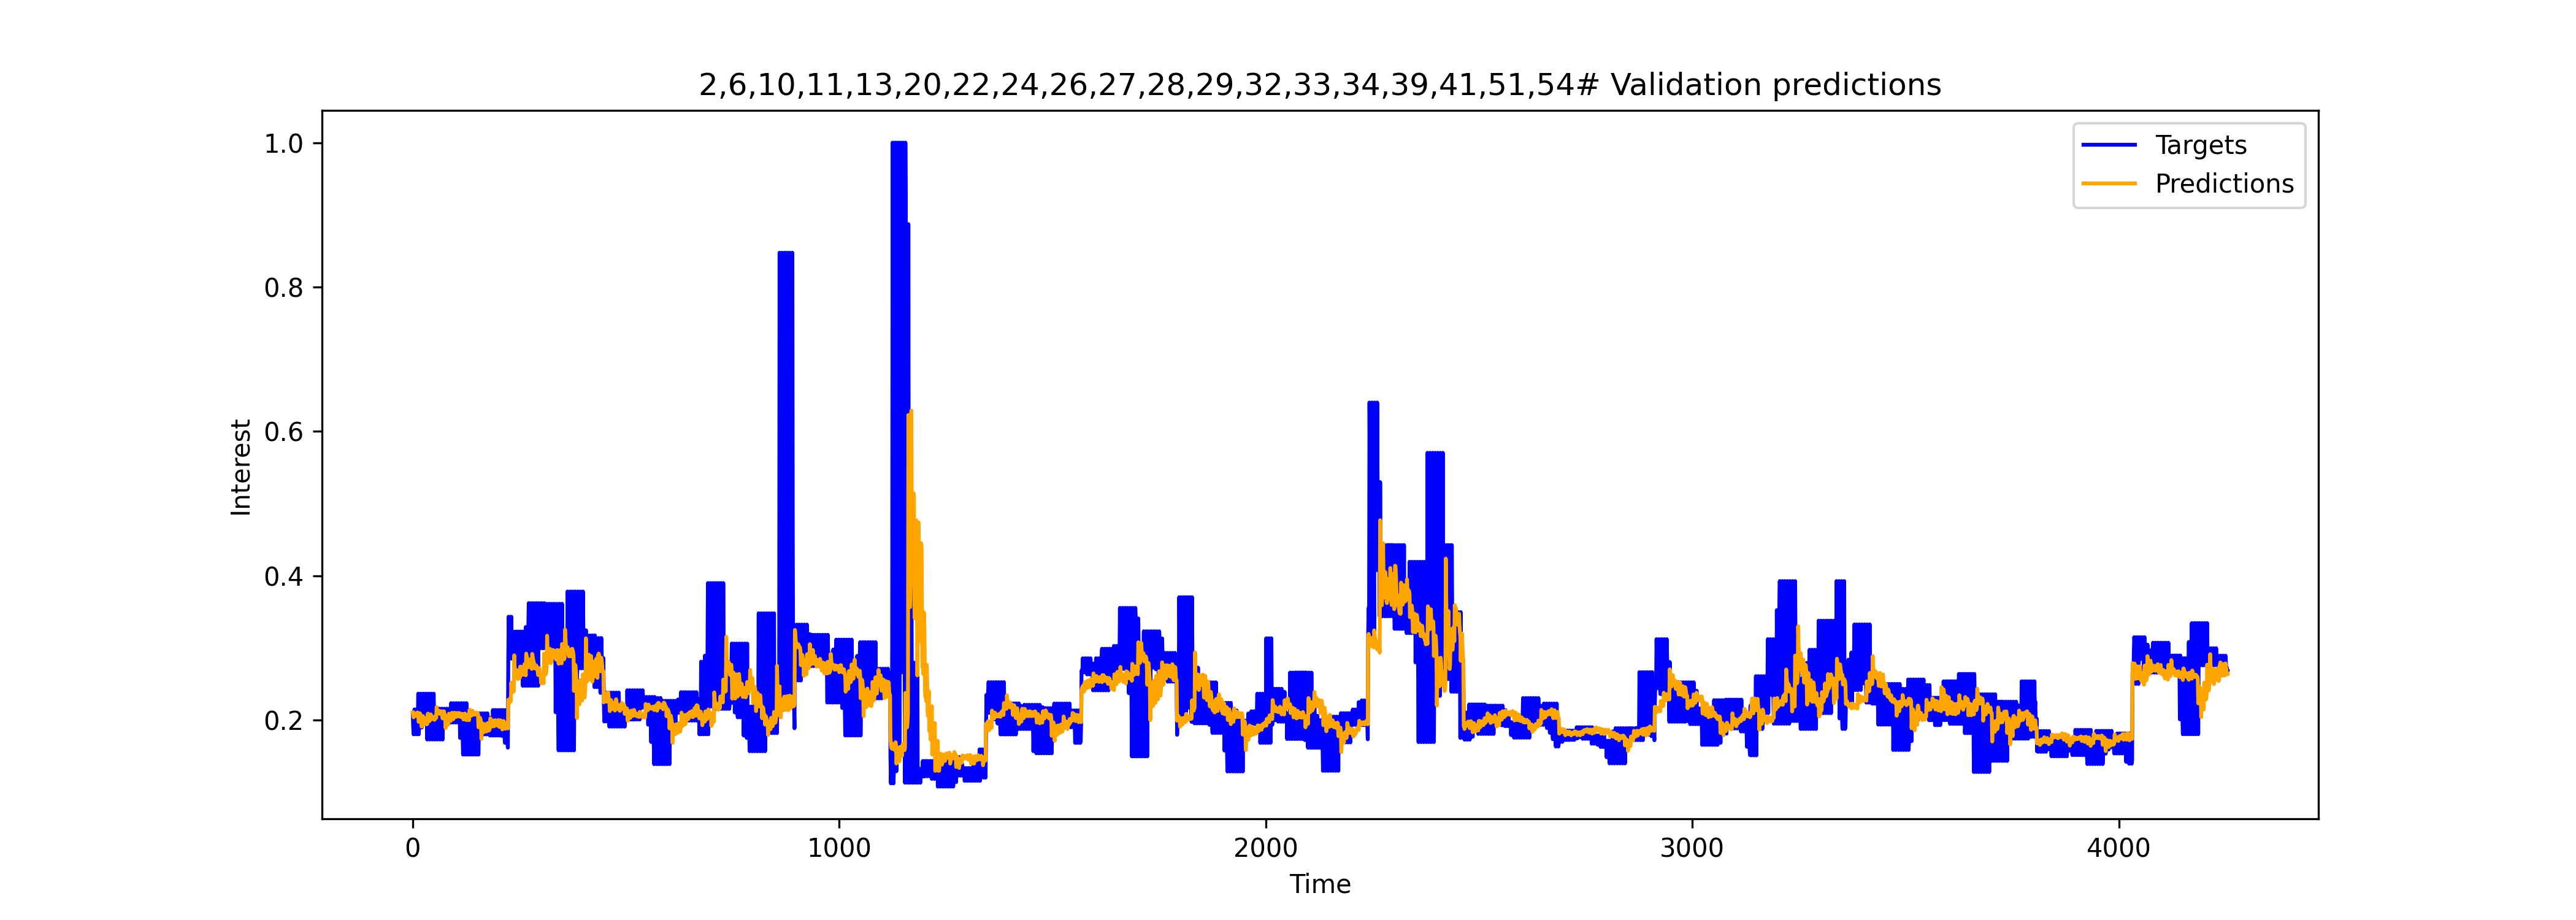 2,6,10,11,13,20,22,24,26,27,28,29,32,33,34,39,41,51,54# Validation predictions
Targets
Predictions
Interest
1.0
0.8
0.6
0.4
0.2
0
1000
2000
3000
4000
Time